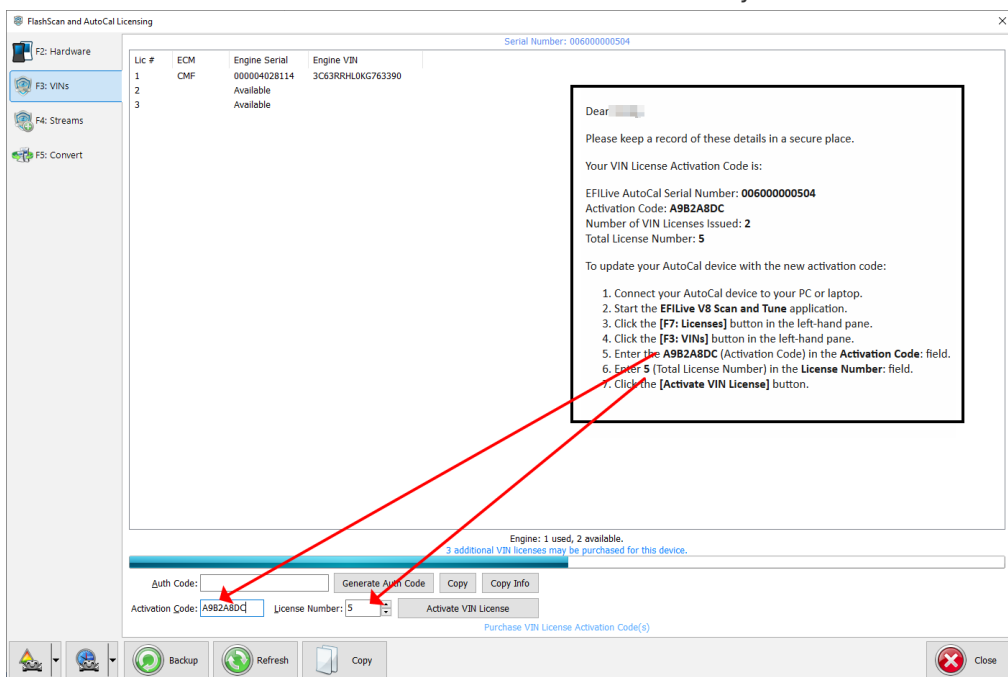 FlashScan and AutoCal Licensing
Serial Number: 006000000504
F2: Hardware
F3: VINs
F4: Streams
F5: Convert
Lic # ECM Engine Serial Engine VIN
1 CMF 000004028114 3C63RRHL0KG763390
2 Available
3 Available
Dear
Please keep a record of these details in a secure place.
Your VIN License Activation Code is:
EFILive AutoCal Serial Number: 006000000504
Activation Code: A9B2A8DC
Number of VIN Licenses Issued: 2
Total License Number: 5
To update your AutoCal device with the new activation code:
1. Connect your AutoCal device to your PC or laptop.
2. Start the EFILive V8 Scan and Tune application.
3. Click the [F7: Licenses] button in the left-hand pane.
4. Click the [F3: VINs] button in the left-hand pane.
5. Enter the A9B2A8DC (Activation Code) in the Activation Code: field.
6. Enter 5 (Total License Number) in the License Number: field.
7. Click the [Activate VIN License] button.
Engine: 1 used, 2 available.
3 additional VIN licenses may be purchased for this device.
Auth Code: Generate Auth Code Copy Copy Info
Activation Code: A9B2A8DC License Number: 5 Activate VIN License
Purchase VIN License Activation Code(s)
Backup Refresh Copy Close